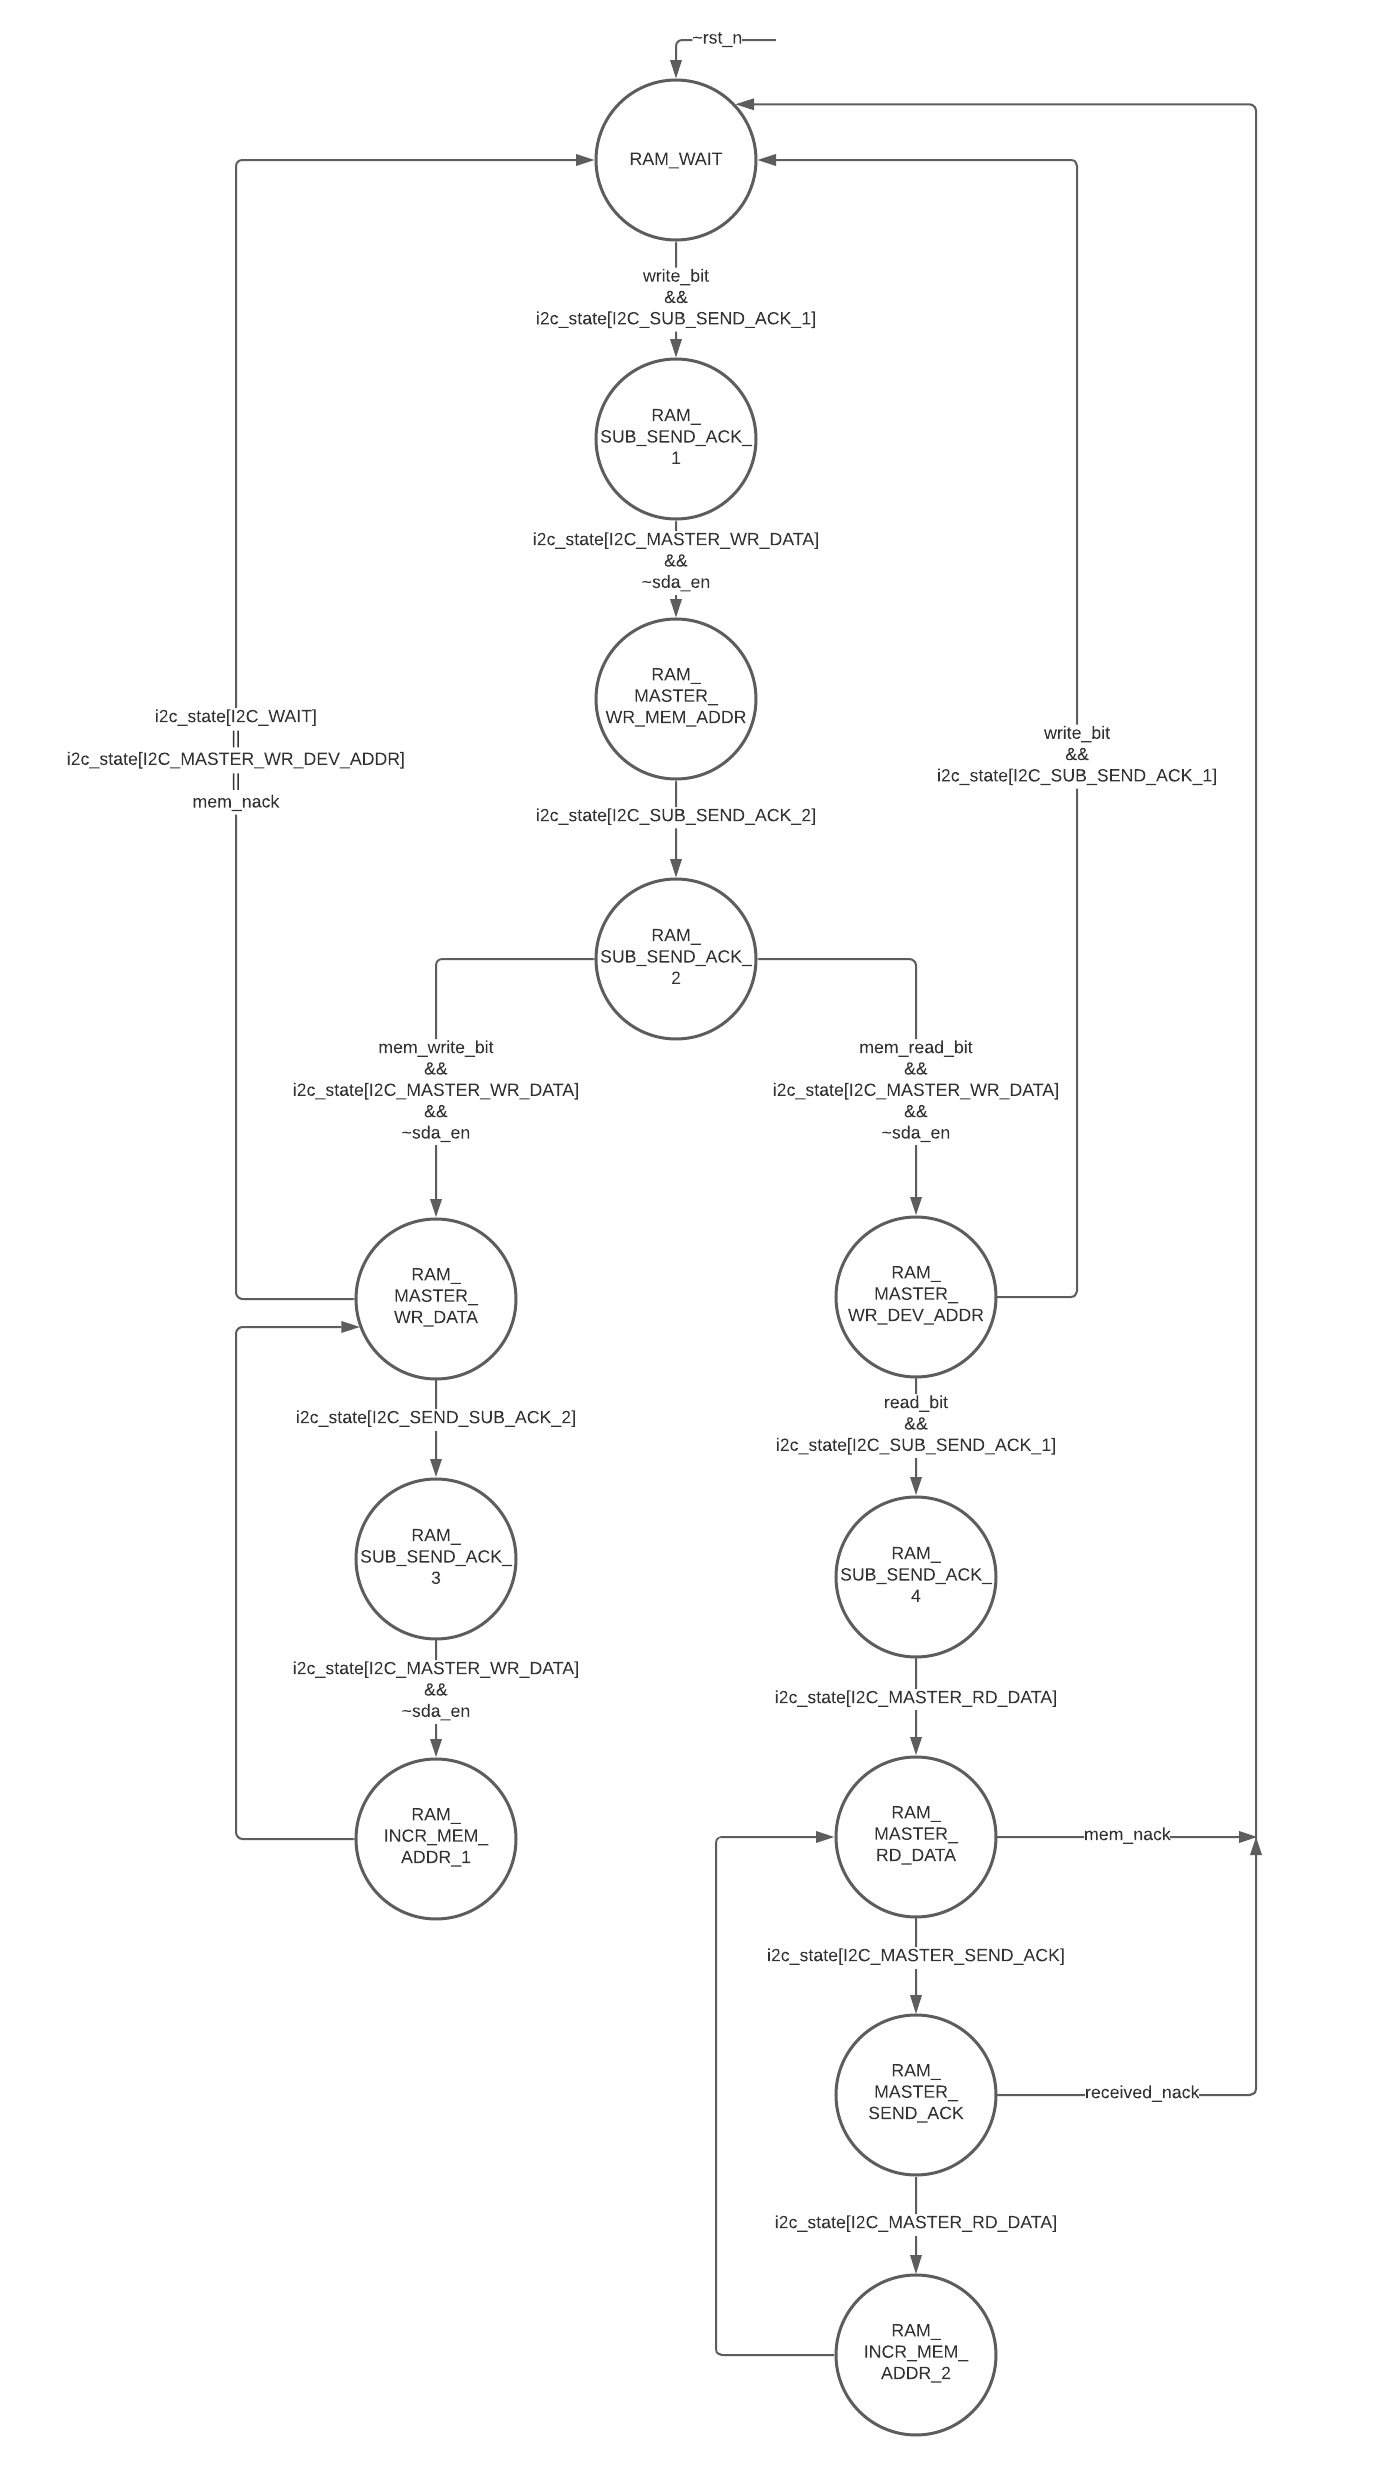 ~rst_n
RAM_WAIT
write_bit
&&
i2c_state[I2C_SUB_SEND_ACK_1]
RAM_
SUB_SEND_ACK_
1
i2c_state[I2C_MASTER_WR_DATA]
&&
~sda_en
RAM_
MASTER_
WR_MEM_ADDR
i2c_state[I2C_WAIT]
||
i2c_state[I2C_MASTER_WR_DEV_ADDR]
||
mem_nack
write_bit
&&
i2c_state[I2C_SUB_SEND_ACK_1]
i2c_state[I2C_SUB_SEND_ACK_2]
RAM_
SUB_SEND_ACK_
2
mem_write_bit
&&
i2c_state[I2C_MASTER_WR_DATA]
&&
~sda_en
mem_read_bit
&&
i2c_state[I2C_MASTER_WR_DATA]
&&
~sda_en
RAM_
MASTER_
WR_DATA
RAM_
MASTER_
WR_DEV_ADDR
i2c_state[I2C_SEND_SUB_ACK_2]
read_bit
&&
i2c_state[I2C_SUB_SEND_ACK_1]
RAM_
SUB_SEND_ACK_
3
RAM_
SUB_SEND_ACK_
4
i2c_state[I2C_MASTER_WR_DATA]
&&
~sda_en
i2c_state[I2C_MASTER_RD_DATA]
RAM_
INCR_MEM_
ADDR_1
RAM_
MASTER_
RD_DATA
mem_nack
i2c_state[I2C_MASTER_SEND_ACK]
RAM_
MASTER_
SEND_ACK
received_nack
i2c_state[I2C_MASTER_RD_DATA]
RAM_
INCR_MEM_
ADDR_2